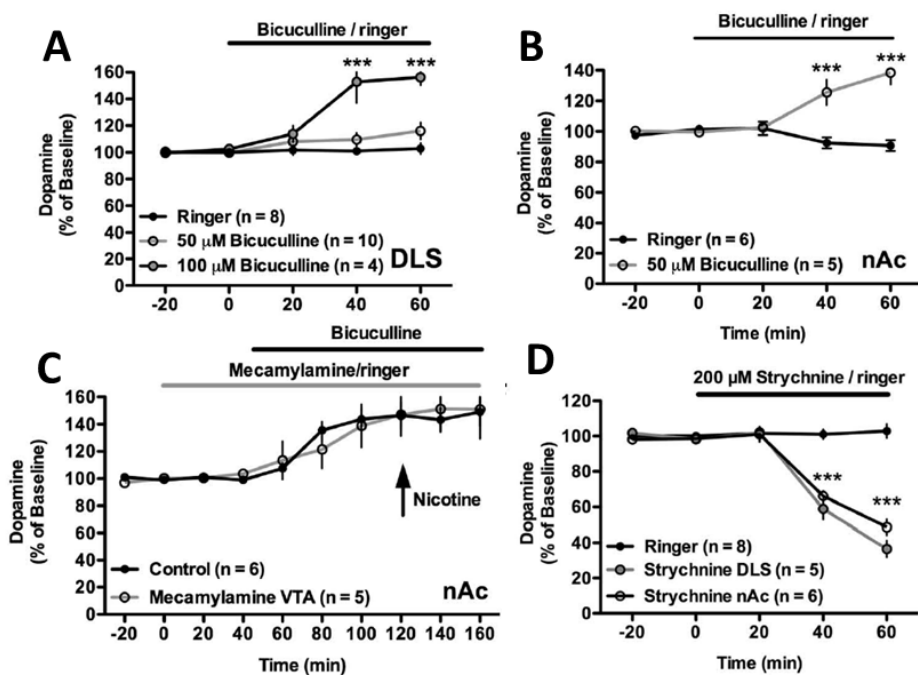 A
Bicuculline / ringer
***
***
160
140
120
100
80
60
40
20
0
Dopamine
(% of Baseline)
Ringer (n = 8)
50 μM Bicuculline (n = 10)
100 μM Bicuculline (n = 4)
DLS
-20
0
20
40
60
B
Bicuculline / ringer
***
***
140
120
100
80
60
40
20
0
Dopamine
(% of Baseline)
Ringer (n = 6)
50 μM Bicuculline (n = 5)
nAc
-20
0
20
40
60
Time (min)
C
Bicuculline
Mecamylamine/ringer
160
140
120
100
80
60
40
20
0
Dopamine
(% of Baseline)
Nicotine
Control (n = 6)
Mecamylamine VTA (n = 5)
nAc
-20
0
20
40
60
80
100
120
140
160
Time (min)
D
200 μM Strychnine / ringer
120
100
80
60
40
20
0
Dopamine
(% of Baseline)
***
***
Ringer (n = 8)
Strychnine DLS (n = 5)
Strychnine nAc (n = 6)
-20
0
20
40
60
Time (min)